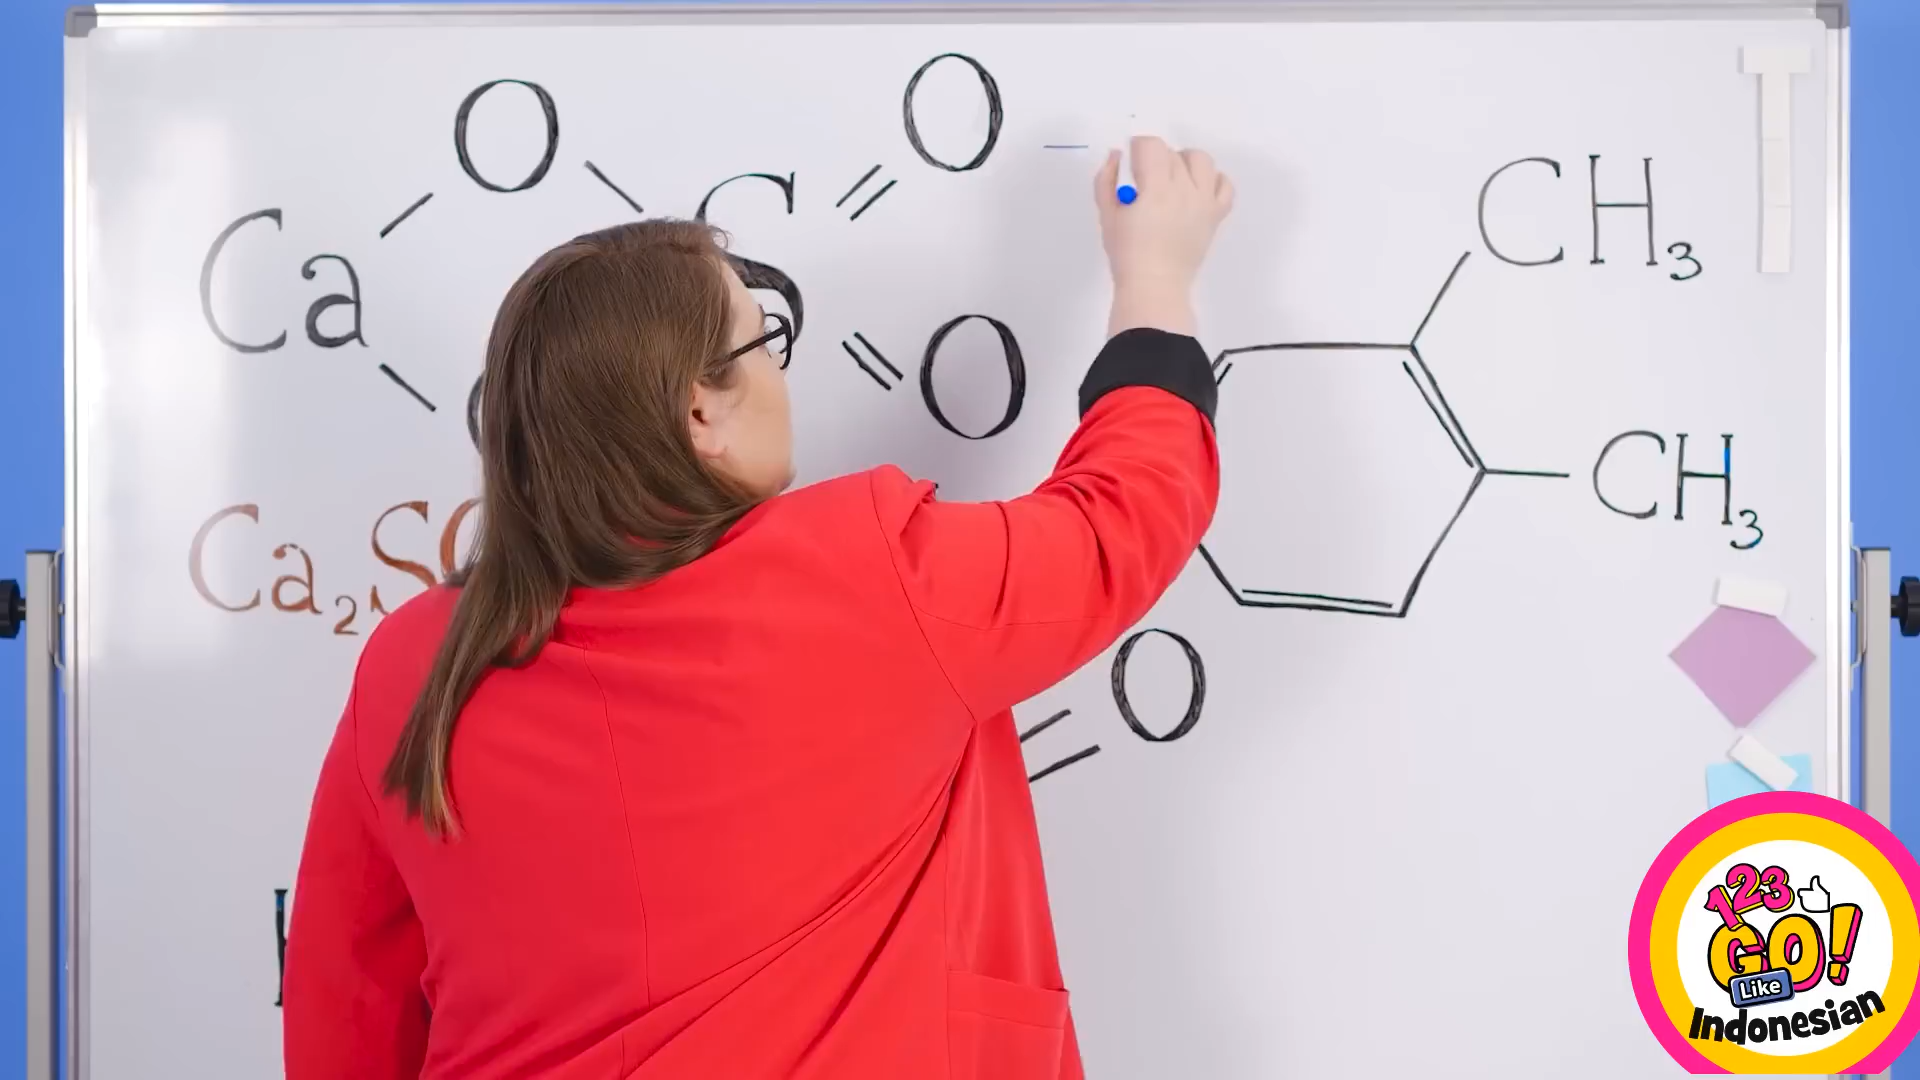 O O
Ca S
CH3
O
CH3
Ca2S
O
123
GO!
Like
Indonesian